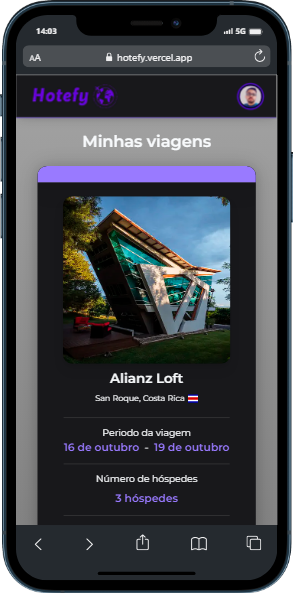 14:03
5G
AA hotefy.vercel.app
Hotefy
Minhas viagens
Alianz Loft
San Roque, Costa Rica
Periodo da viagem
16 de outubro - 19 de outubro
Número de hóspedes
3 hóspedes